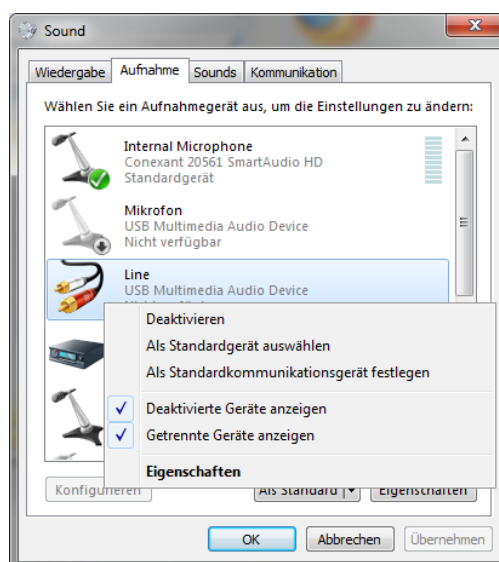 Sound
Wiedergabe Aufnahme Sounds Kommunikation
Wählen Sie ein Aufnahmegerät aus, um die Einstellungen zu ändern:
Internal Microphone
Conexant 20561 SmartAudio HD
Standardgerät
Mikrofon
USB Multimedia Audio Device
Nicht verfügbar
Line
USB Multimedia Audio Device
Deaktivieren
Als Standardgerät auswählen
Als Standardkommunikationsgerät festlegen
Deaktivierte Geräte anzeigen
Getrennte Geräte anzeigen
Eigenschaften
Konfigurieren Als Standard Eigenschaften
OK Abbrechen Übernehmen